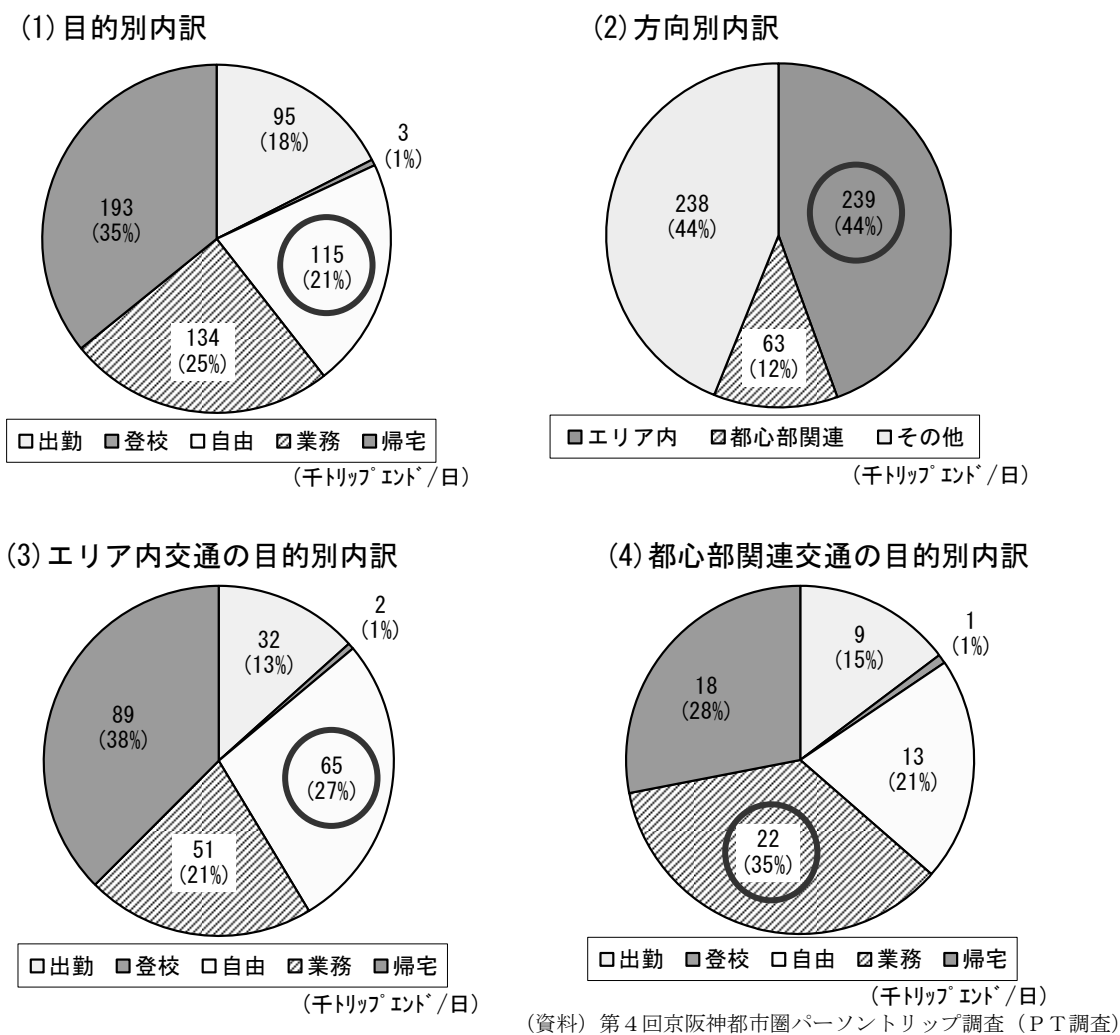 (1)目的別内訳
95
(18%)
3
(1%)
115
(21%)
134
(25%)
193
(35%)
□出勤 ■登校 □自由 ▨業務 ■帰宅
(千トリップエンド/日)
(2)方向別内訳
239
(44%)
63
(12%)
238
(44%)
■エリア内 ▨都心部関連 □その他
(千トリップエンド/日)
(3)エリア内交通の目的別内訳
32
(13%)
2
(1%)
65
(27%)
51
(21%)
89
(38%)
□出勤 ■登校 □自由 ▨業務 ■帰宅
(千トリップエンド/日)
(4)都心部関連交通の目的別内訳
9
(15%)
1
(1%)
13
(21%)
22
(35%)
18
(28%)
□出勤 ■登校 □自由 ▨業務 ■帰宅
(千トリップエンド/日)
(資料)第4回京阪神都市圏パーソントリップ調査(PT調査)